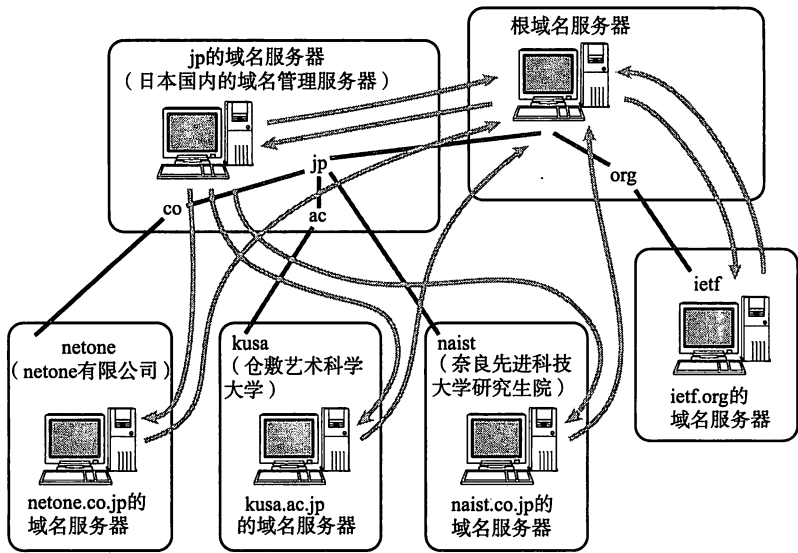 jp的域名服务器
（日本国内的域名管理服务器）
根域名服务器
jp
co
ac
org
ietf
ietf.org的
域名服务器
netone
（netone有限公司）
netone.co.jp的
域名服务器
kusa
（仓敷艺术科学
大学）
kusa.ac.jp
的域名服务器
naist
（奈良先进科技
大学研究生院）
naist.co.jp的
域名服务器